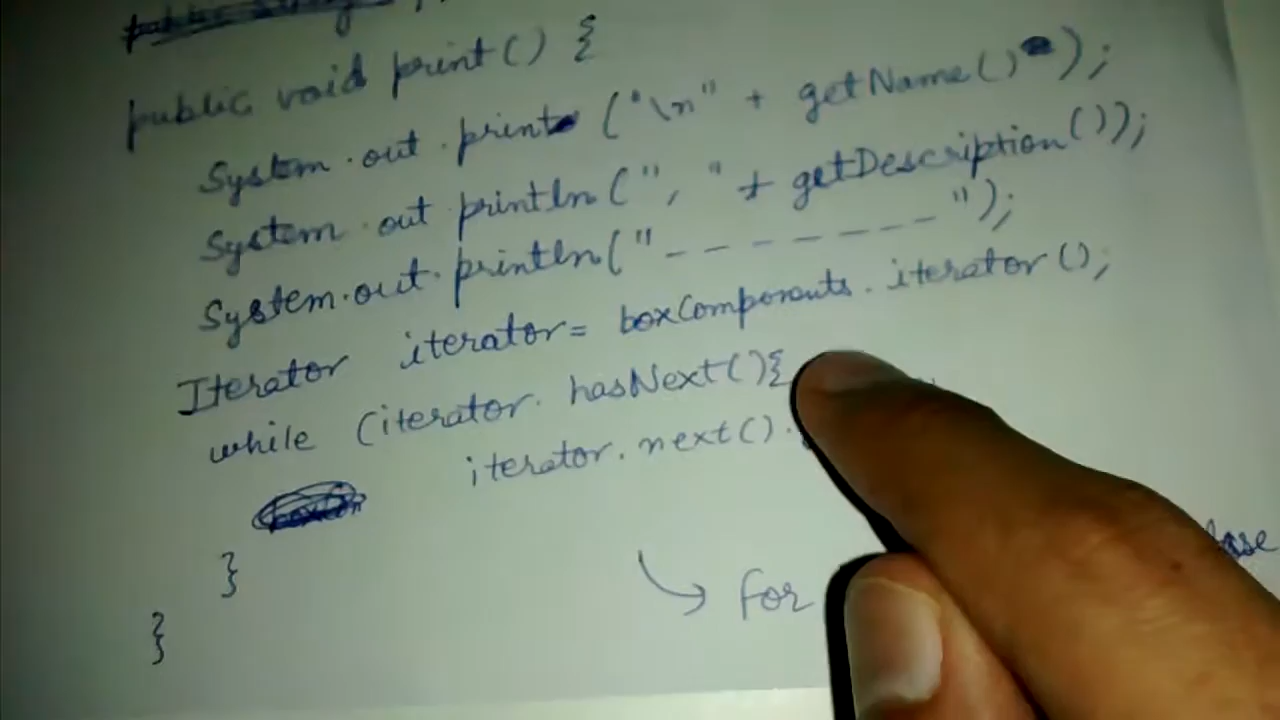 public void print() {
System.out.print ("\n" + getName());
System.out println (", " + getDescription());
System.out.println("- - - - - - - -");
Iterator iterator = boxComponents.iterator();
while (iterator.hasNext(){
iterator.next().
}
}
For